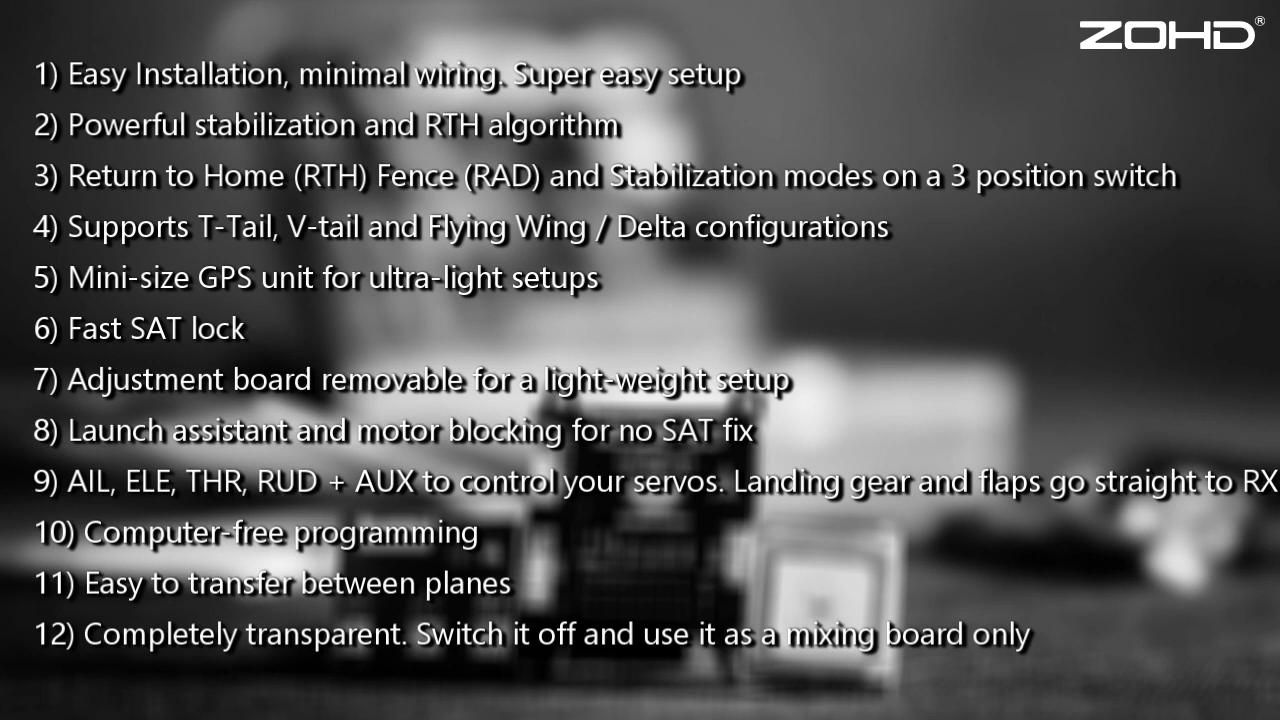 ZOHD®
1) Easy Installation, minimal wiring. Super easy setup
2) Powerful stabilization and RTH algorithm
3) Return to Home (RTH) Fence (RAD) and Stabilization modes on a 3 position switch
4) Supports T-Tail, V-tail and Flying Wing / Delta configurations
5) Mini-size GPS unit for ultra-light setups
6) Fast SAT lock
7) Adjustment board removable for a light-weight setup
8) Launch assistant and motor blocking for no SAT fix
9) AIL, ELE, THR, RUD + AUX to control your servos. Landing gear and flaps go straight to RX
10) Computer-free programming
11) Easy to transfer between planes
12) Completely transparent. Switch it off and use it as a mixing board only